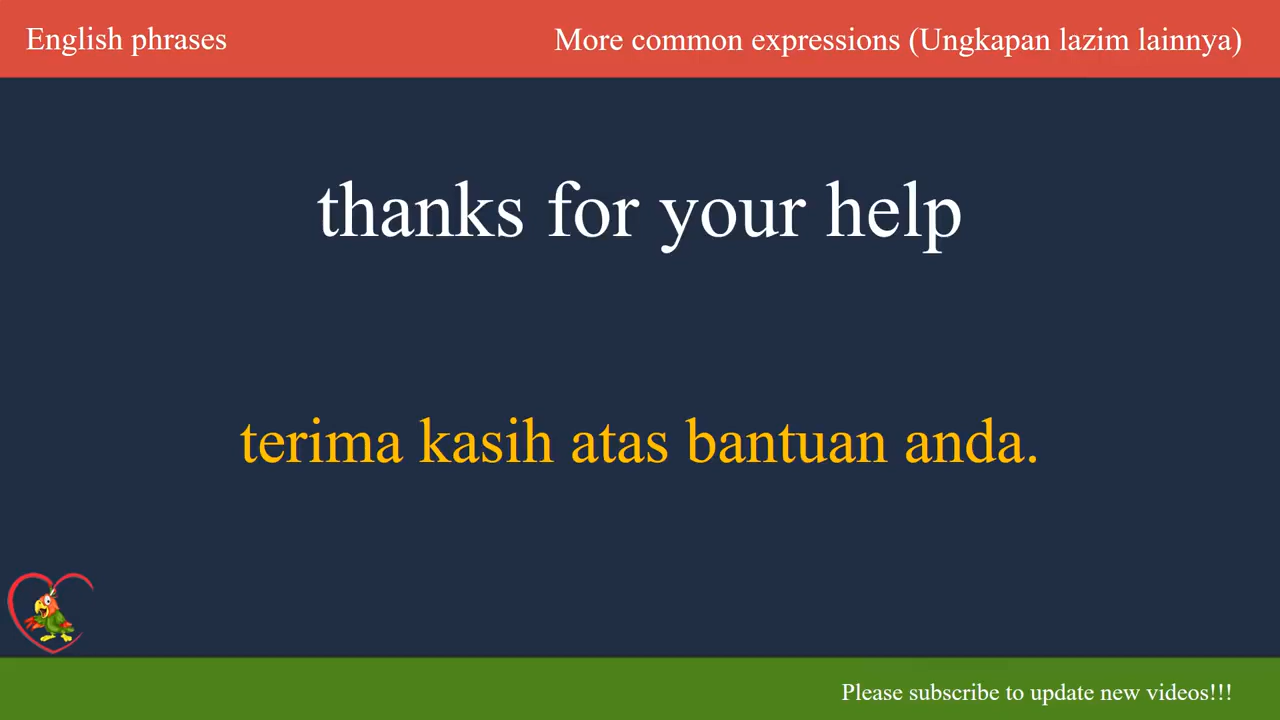 English phrases
More common expressions (Ungkapan lazim lainnya)
thanks for your help
terima kasih atas bantuan anda.
Please subscribe to update new videos!!!